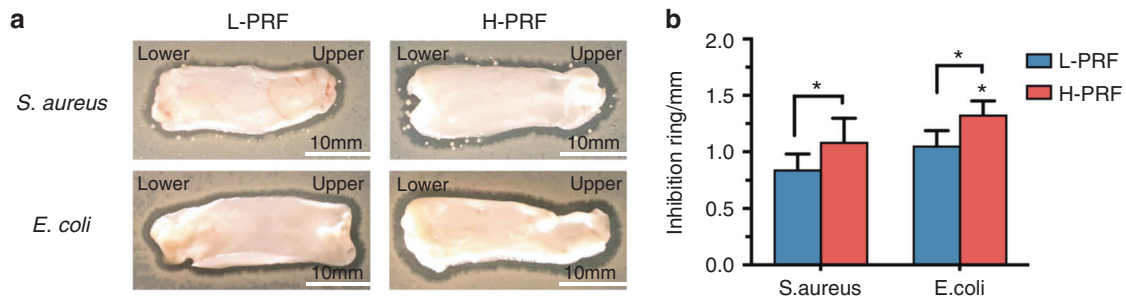 a
L-PRF
H-PRF
S. aureus
Lower
Upper
10mm
Lower
Upper
10mm
E. coli
Lower
Upper
10mm
Lower
Upper
10mm
b
Inhibition ring/mm
2.0
1.5
1.0
0.5
0.0
*
*
*
S.aureus
E.coli
L-PRF
H-PRF